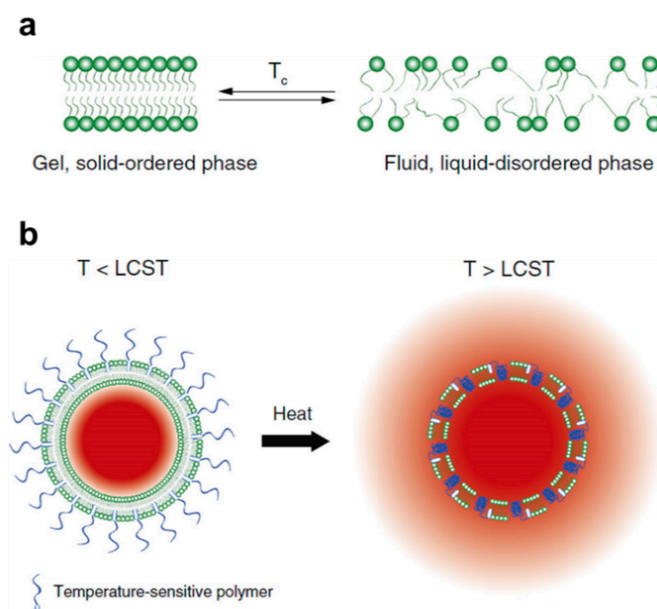 a
Tc
Gel, solid-ordered phase
Fluid, liquid-disordered phase
b
T < LCST
T > LCST
Heat
Temperature-sensitive polymer